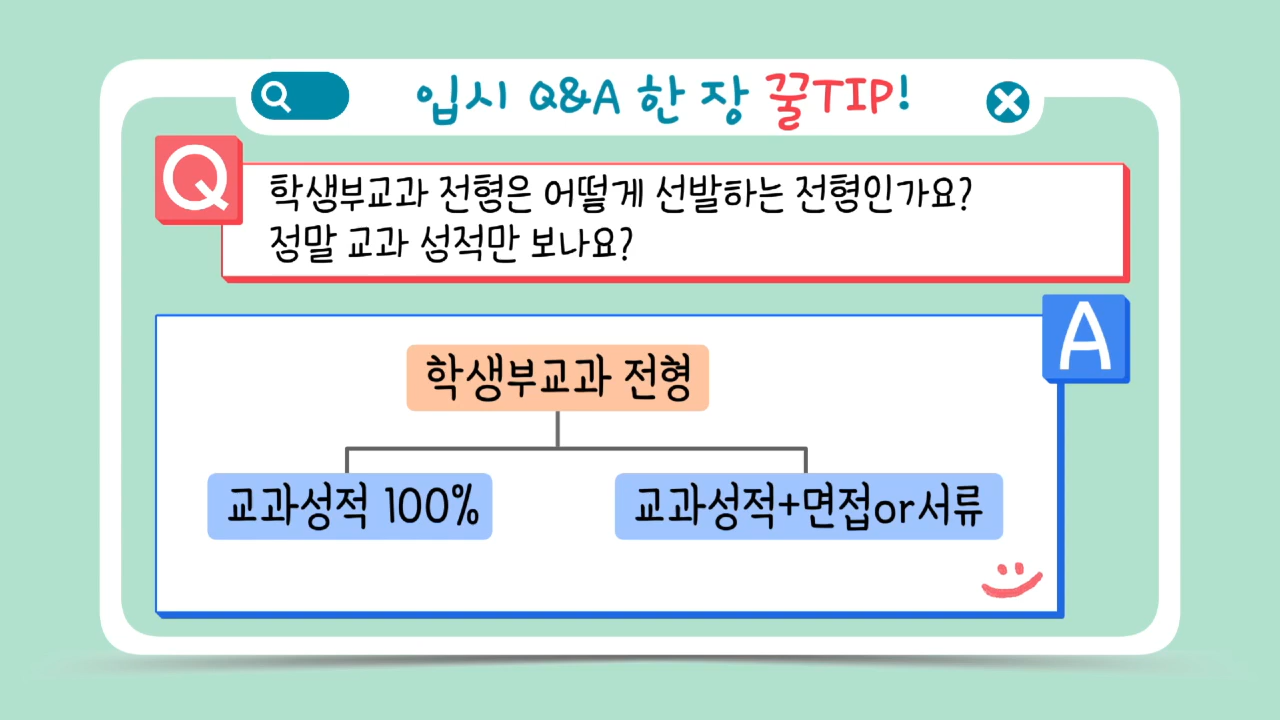 입시 Q&A 한 장 꿀TIP!
Q
학생부교과 전형은 어떻게 선발하는 전형인가요?
정말 교과 성적만 보나요?
A
학생부교과 전형
교과성적 100%
교과성적+면접or서류